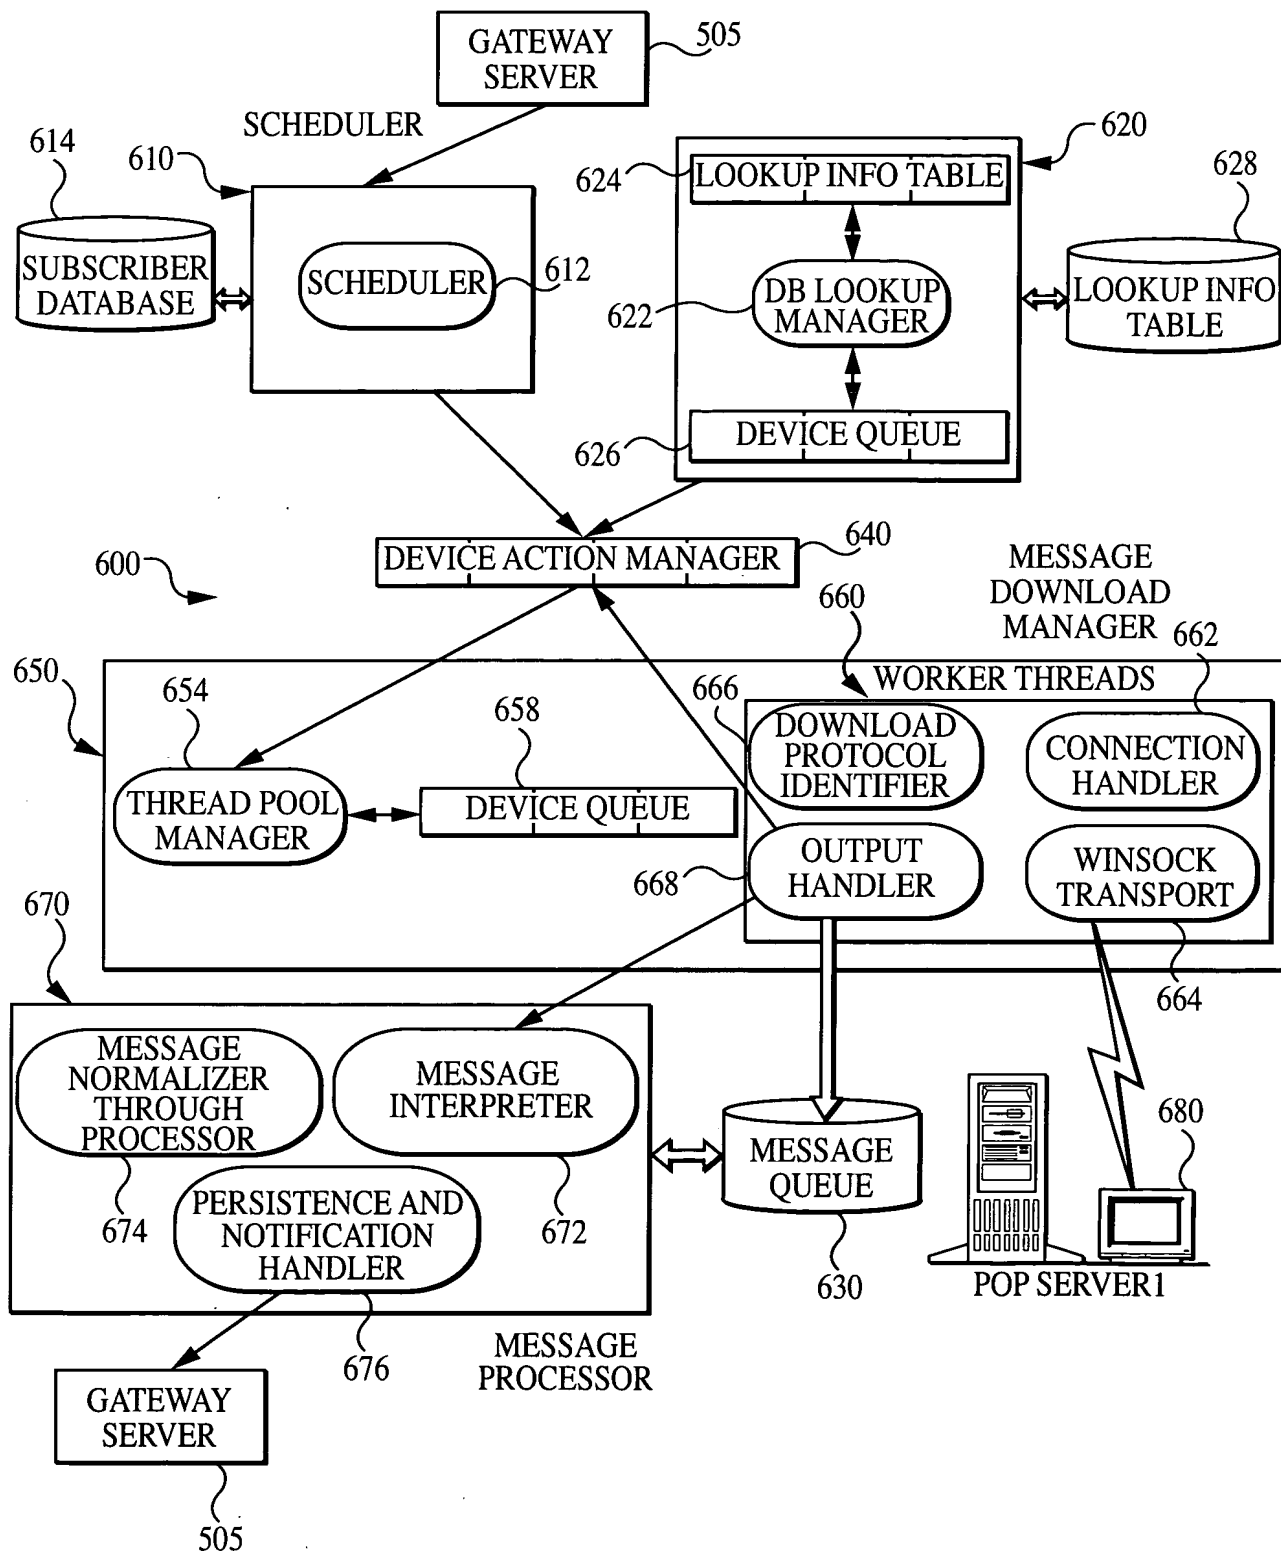 GATEWAY
SERVER
505
SCHEDULER
614
610
620
628
624
LOOKUP INFO TABLE
SUBSCRIBER
DATABASE
SCHEDULER
612
622
DB LOOKUP
MANAGER
LOOKUP INFO
TABLE
626
DEVICE QUEUE
DEVICE ACTION MANAGER
640
600
MESSAGE
DOWNLOAD
MANAGER
660
662
650
654
658
666
WORKER THREADS
DOWNLOAD
PROTOCOL
IDENTIFIER
CONNECTION
HANDLER
THREAD POOL
MANAGER
DEVICE QUEUE
668
OUTPUT
HANDLER
WINSOCK
TRANSPORT
664
670
MESSAGE
NORMALIZER
THROUGH
PROCESSOR
MESSAGE
INTERPRETER
674
672
PERSISTENCE AND
NOTIFICATION
HANDLER
MESSAGE
QUEUE
630
680
POP SERVER1
676
MESSAGE
PROCESSOR
GATEWAY
SERVER
505